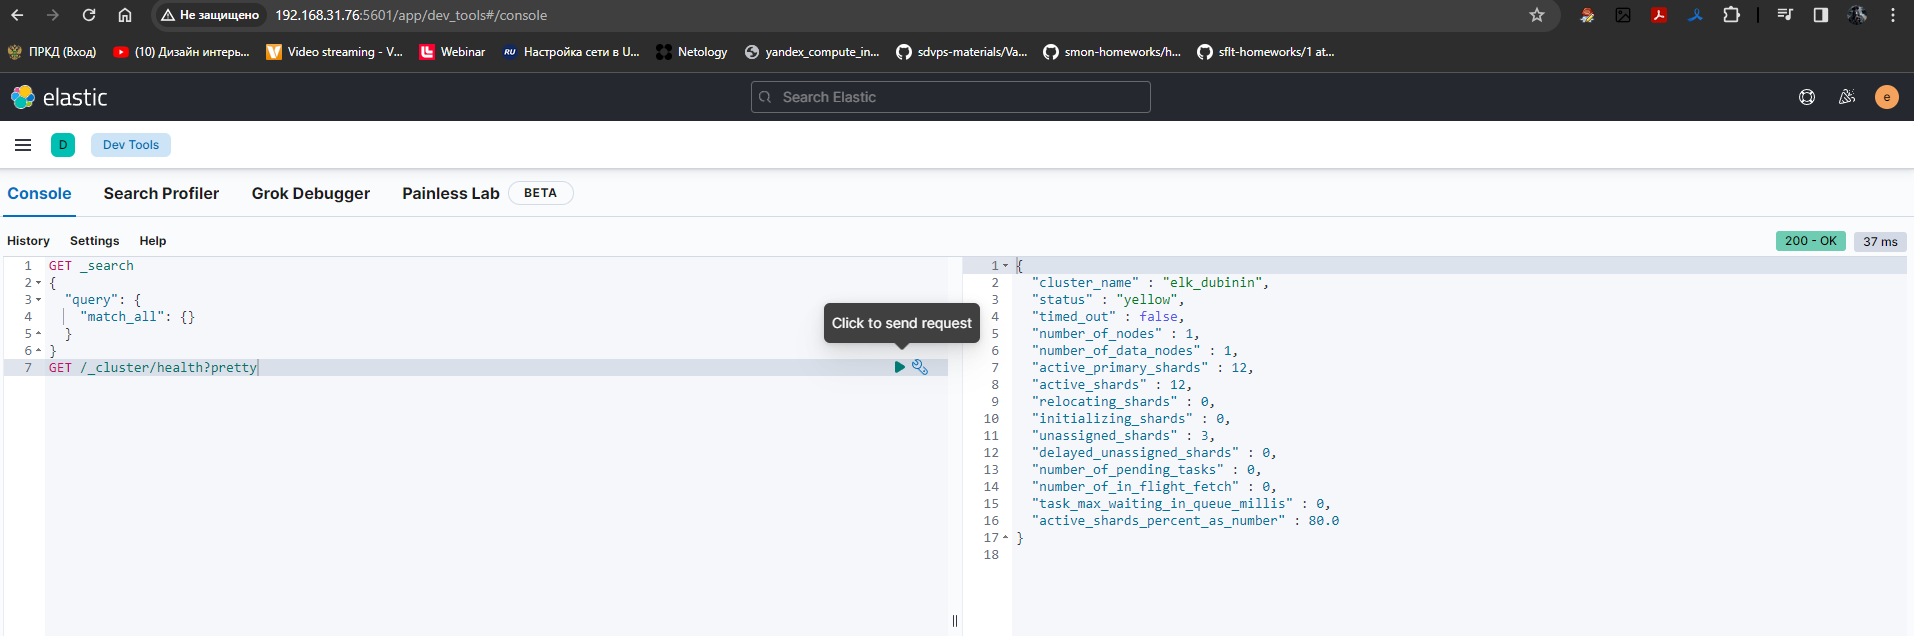 Не защищено 192.168.31.76:5601/app/dev_tools#/console
ПРКД (Вход) (10) Дизайн интерь... Video streaming - V... Webinar RU Настройка сети в U... Netology yandex_compute_in... sdvps-materials/Va... smon-homeworks/h... sflt-homeworks/1 at...
elastic Search Elastic e
D Dev Tools
Console Search Profiler Grok Debugger Painless Lab BETA
History Settings Help 200 - OK 37 ms
1 GET _search
2 {
3 "query": {
4 "match_all": {}
5 }
6 }
7 GET /_cluster/health?pretty
Click to send request
1 {
2 "cluster_name" : "elk_dubinin",
3 "status" : "yellow",
4 "timed_out" : false,
5 "number_of_nodes" : 1,
6 "number_of_data_nodes" : 1,
7 "active_primary_shards" : 12,
8 "active_shards" : 12,
9 "relocating_shards" : 0,
10 "initializing_shards" : 0,
11 "unassigned_shards" : 3,
12 "delayed_unassigned_shards" : 0,
13 "number_of_pending_tasks" : 0,
14 "number_of_in_flight_fetch" : 0,
15 "task_max_waiting_in_queue_millis" : 0,
16 "active_shards_percent_as_number" : 80.0
17 }
18